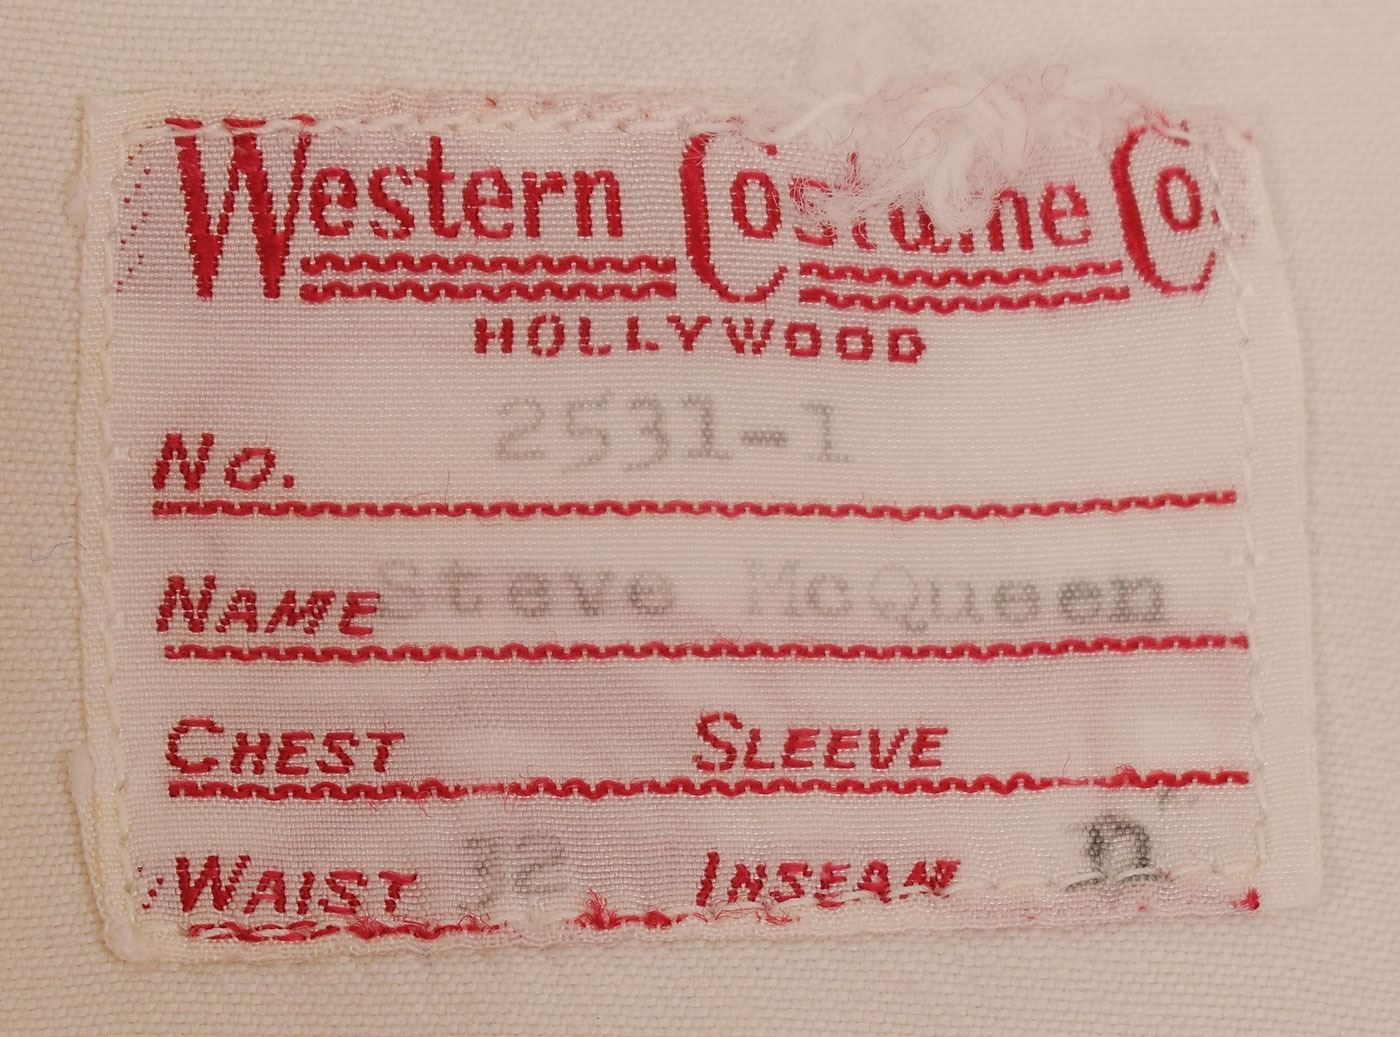 Western Costume Co.
HOLLYWOOD
No. 2531-1
NAME Steve McQueen
CHEST SLEEVE
WAIST 32 INSEAM